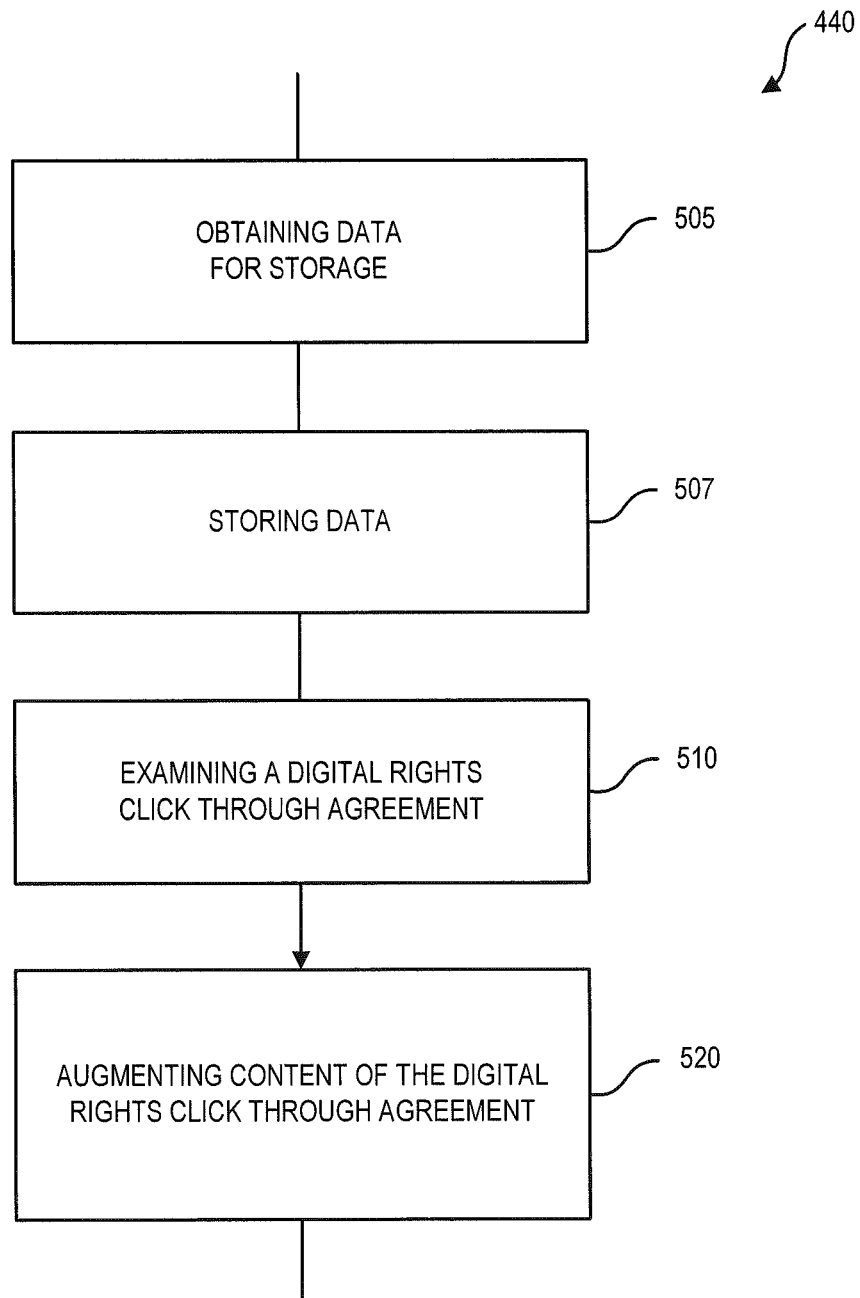 440
OBTAINING DATA
FOR STORAGE
505
STORING DATA
507
EXAMINING A DIGITAL RIGHTS
CLICK THROUGH AGREEMENT
510
AUGMENTING CONTENT OF THE DIGITAL
RIGHTS CLICK THROUGH AGREEMENT
520